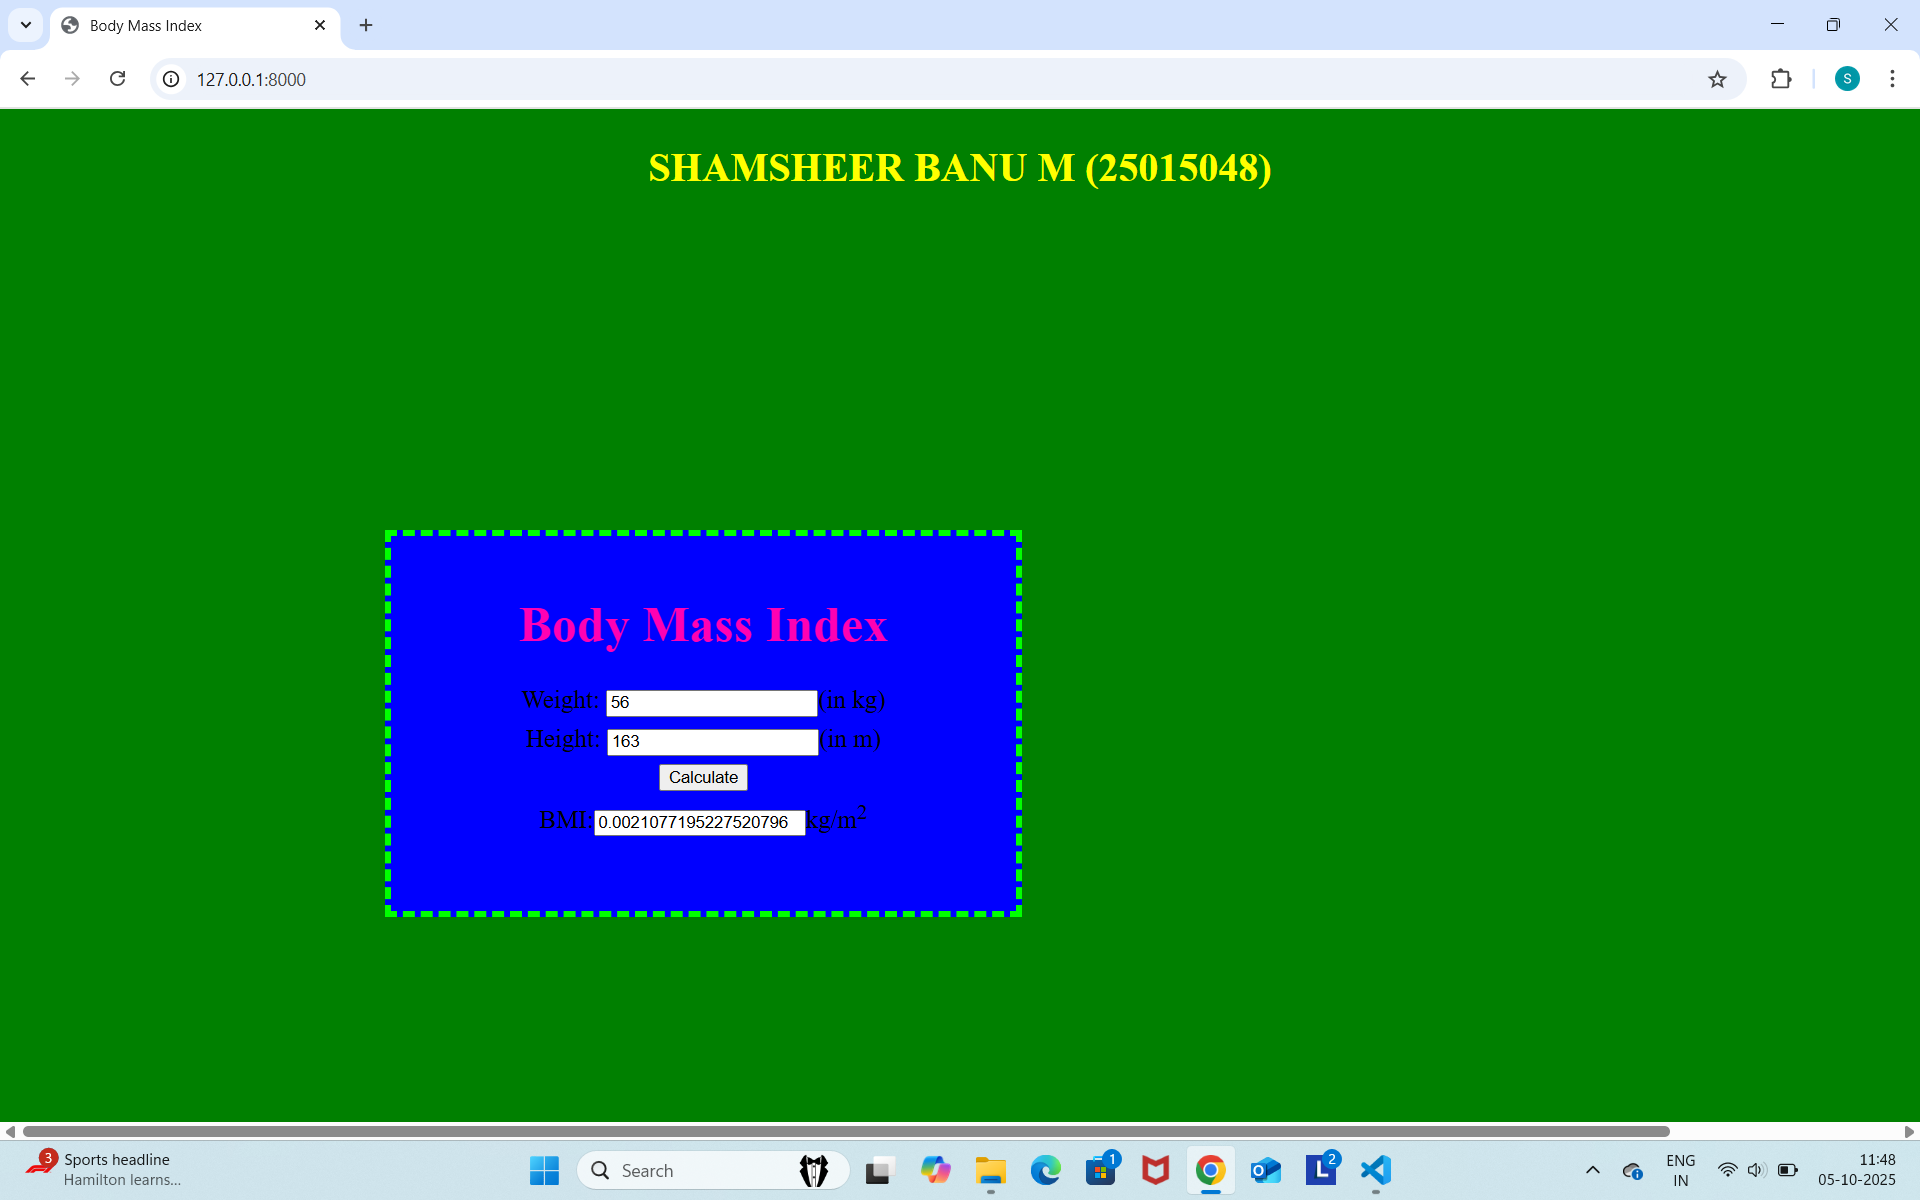 Body Mass Index
127.0.0.1:8000
S
SHAMSHEER BANU M (25015048)
Body Mass Index
Weight: 56 (in kg)
Height: 163 (in m)
Calculate
BMI: 0.0021077195227520796 kg/m2
3
Sports headline
Hamilton learns...
Search
1
L 2
ENG
IN
11:48
05-10-2025